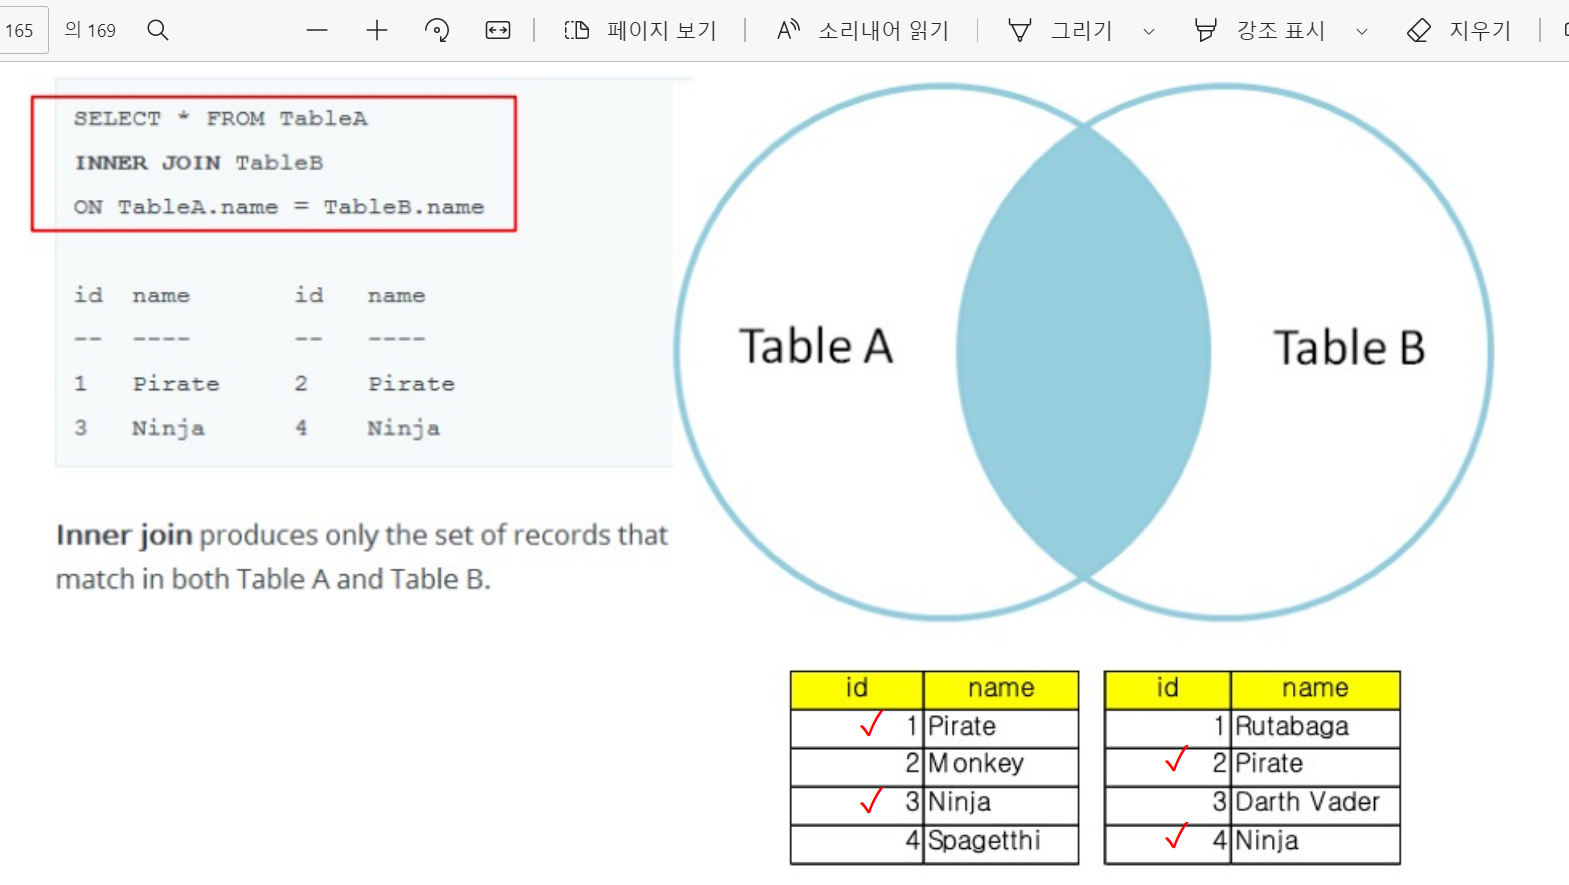 165 의 169 페이지 보기 소리내어 읽기 그리기 강조 표시 지우기
SELECT * FROM TableA
INNER JOIN TableB
ON TableA.name = TableB.name
id name id name
-- ---- -- ----
1 Pirate 2 Pirate
3 Ninja 4 Ninja
Inner join produces only the set of records that
match in both Table A and Table B.
Table A
Table B
id name
1 Pirate
2 Monkey
3 Ninja
4 Spagetthi
id name
1 Rutabaga
2 Pirate
3 Darth Vader
4 Ninja